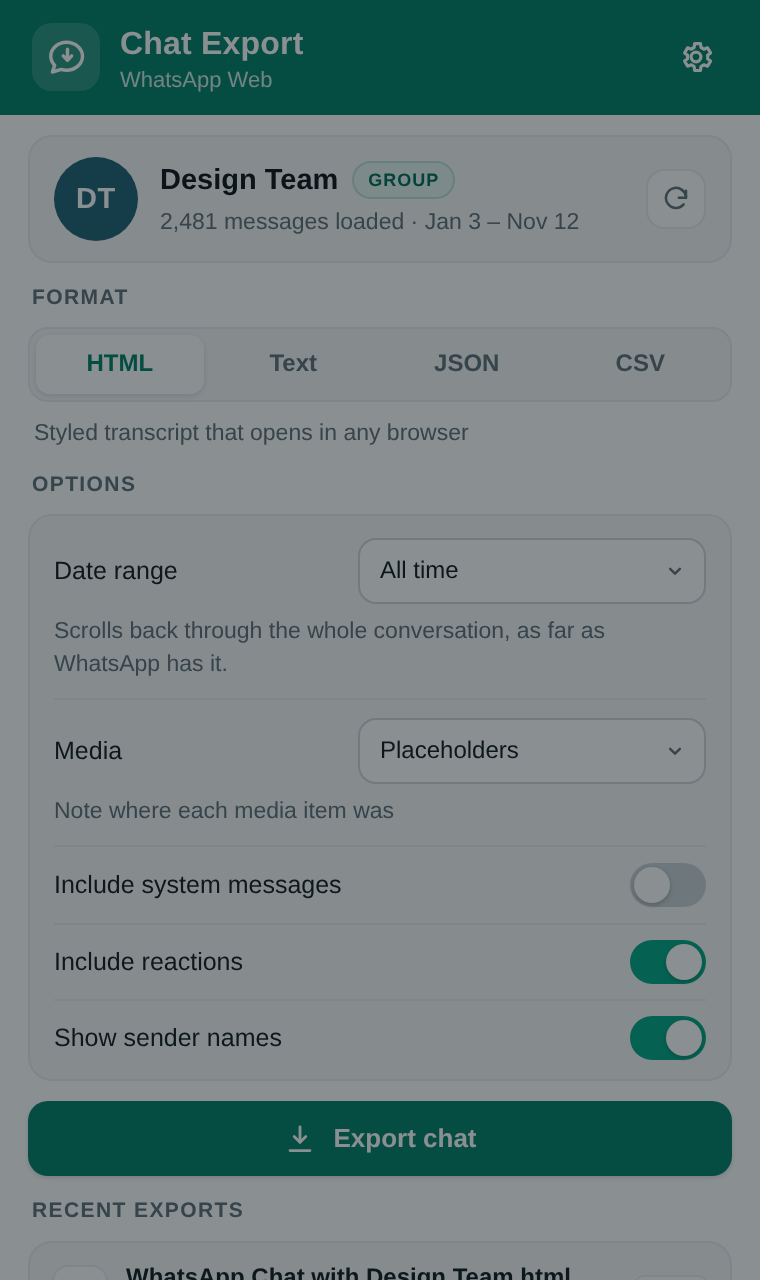 Chat Export
WhatsApp Web
DT
Design Team GROUP
2,481 messages loaded · Jan 3 – Nov 12
FORMAT
HTML Text JSON CSV
Styled transcript that opens in any browser
OPTIONS
Date range All time
Scrolls back through the whole conversation, as far as
WhatsApp has it.
Media Placeholders
Note where each media item was
Include system messages
Include reactions
Show sender names
Export chat
RECENT EXPORTS
WhatsApp Chat with Design Team.html